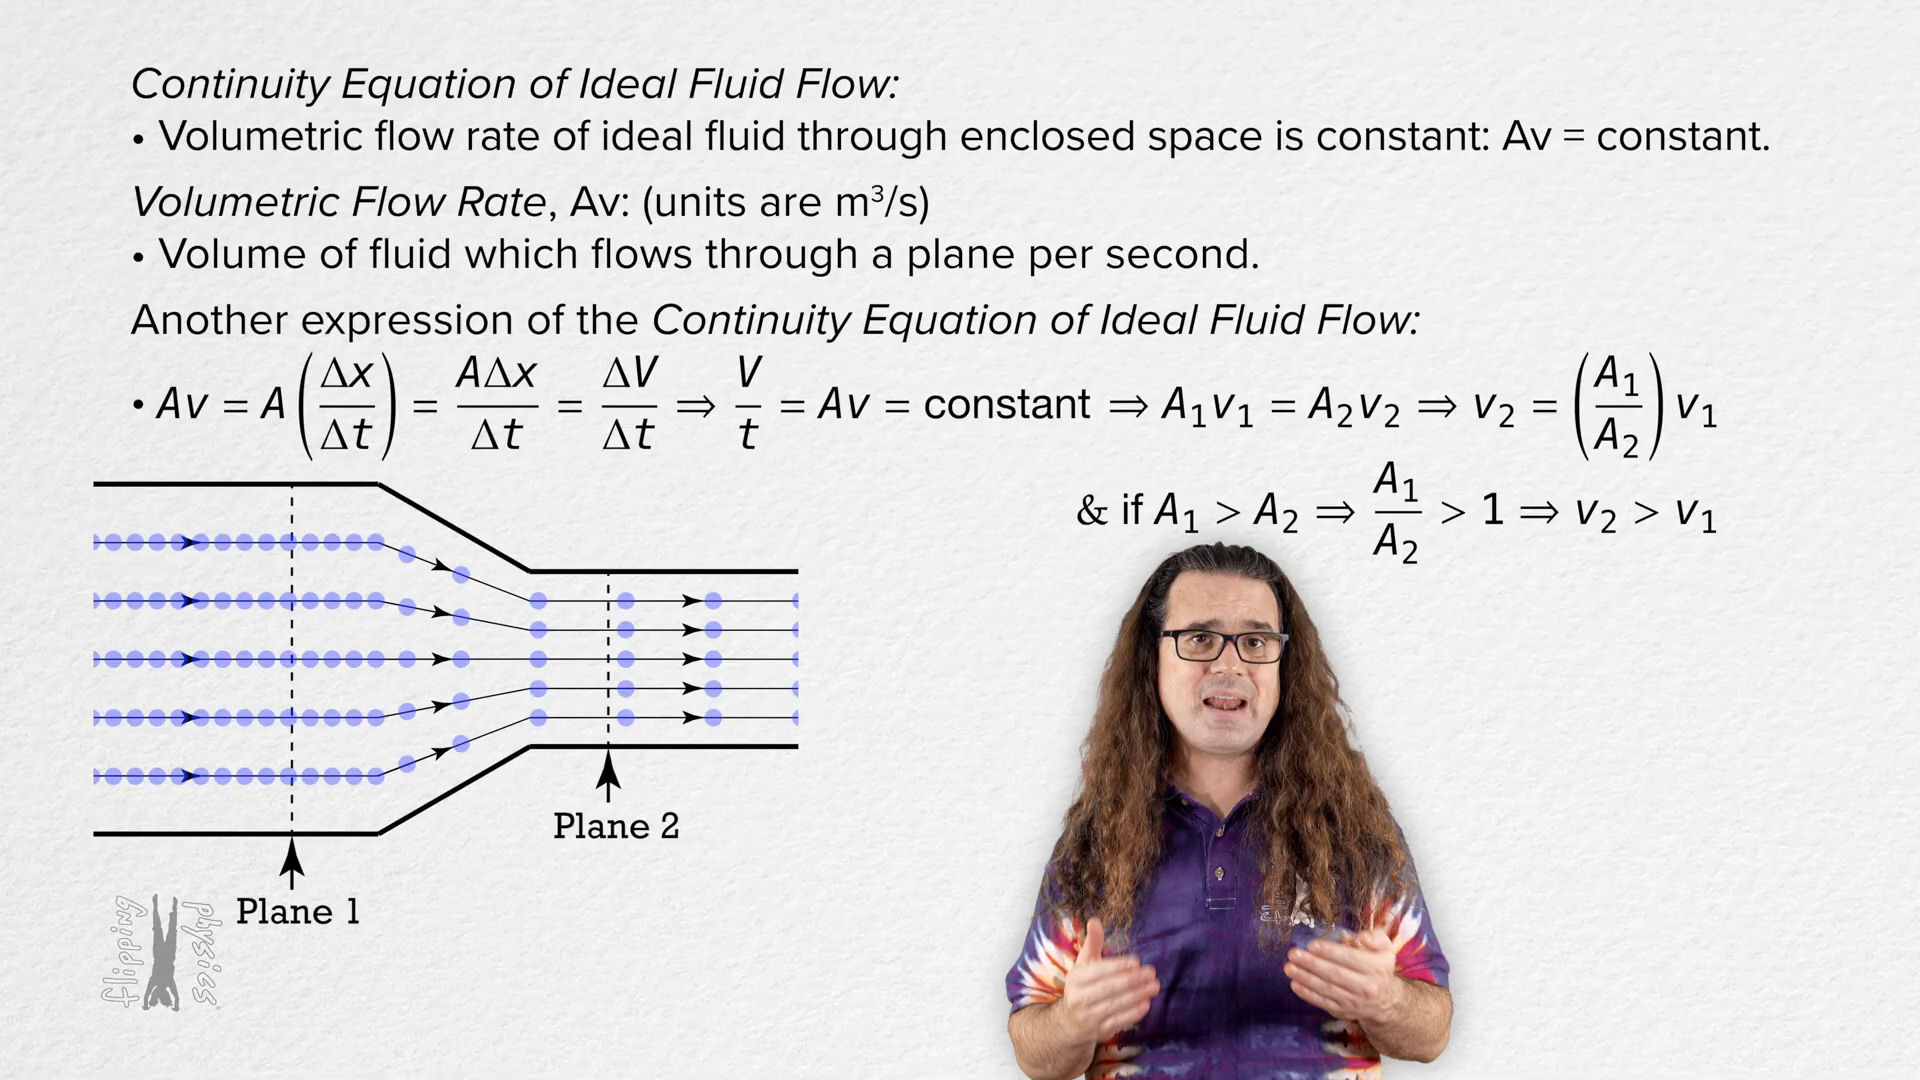 Continuity Equation of Ideal Fluid Flow:
• Volumetric flow rate of ideal fluid through enclosed space is constant: Av = constant.
Volumetric Flow Rate, Av: (units are m³/s)
• Volume of fluid which flows through a plane per second.
Another expression of the Continuity Equation of Ideal Fluid Flow:
• Av = A(Δx/Δt) = AΔx/Δt = ΔV/Δt ⇒ V/t = Av = constant ⇒ A₁v₁ = A₂v₂ ⇒ v₂ = (A₁/A₂)v₁
& if A₁ > A₂ ⇒ A₁/A₂ > 1 ⇒ v₂ > v₁
Plane 2
Plane 1
flipping
physics